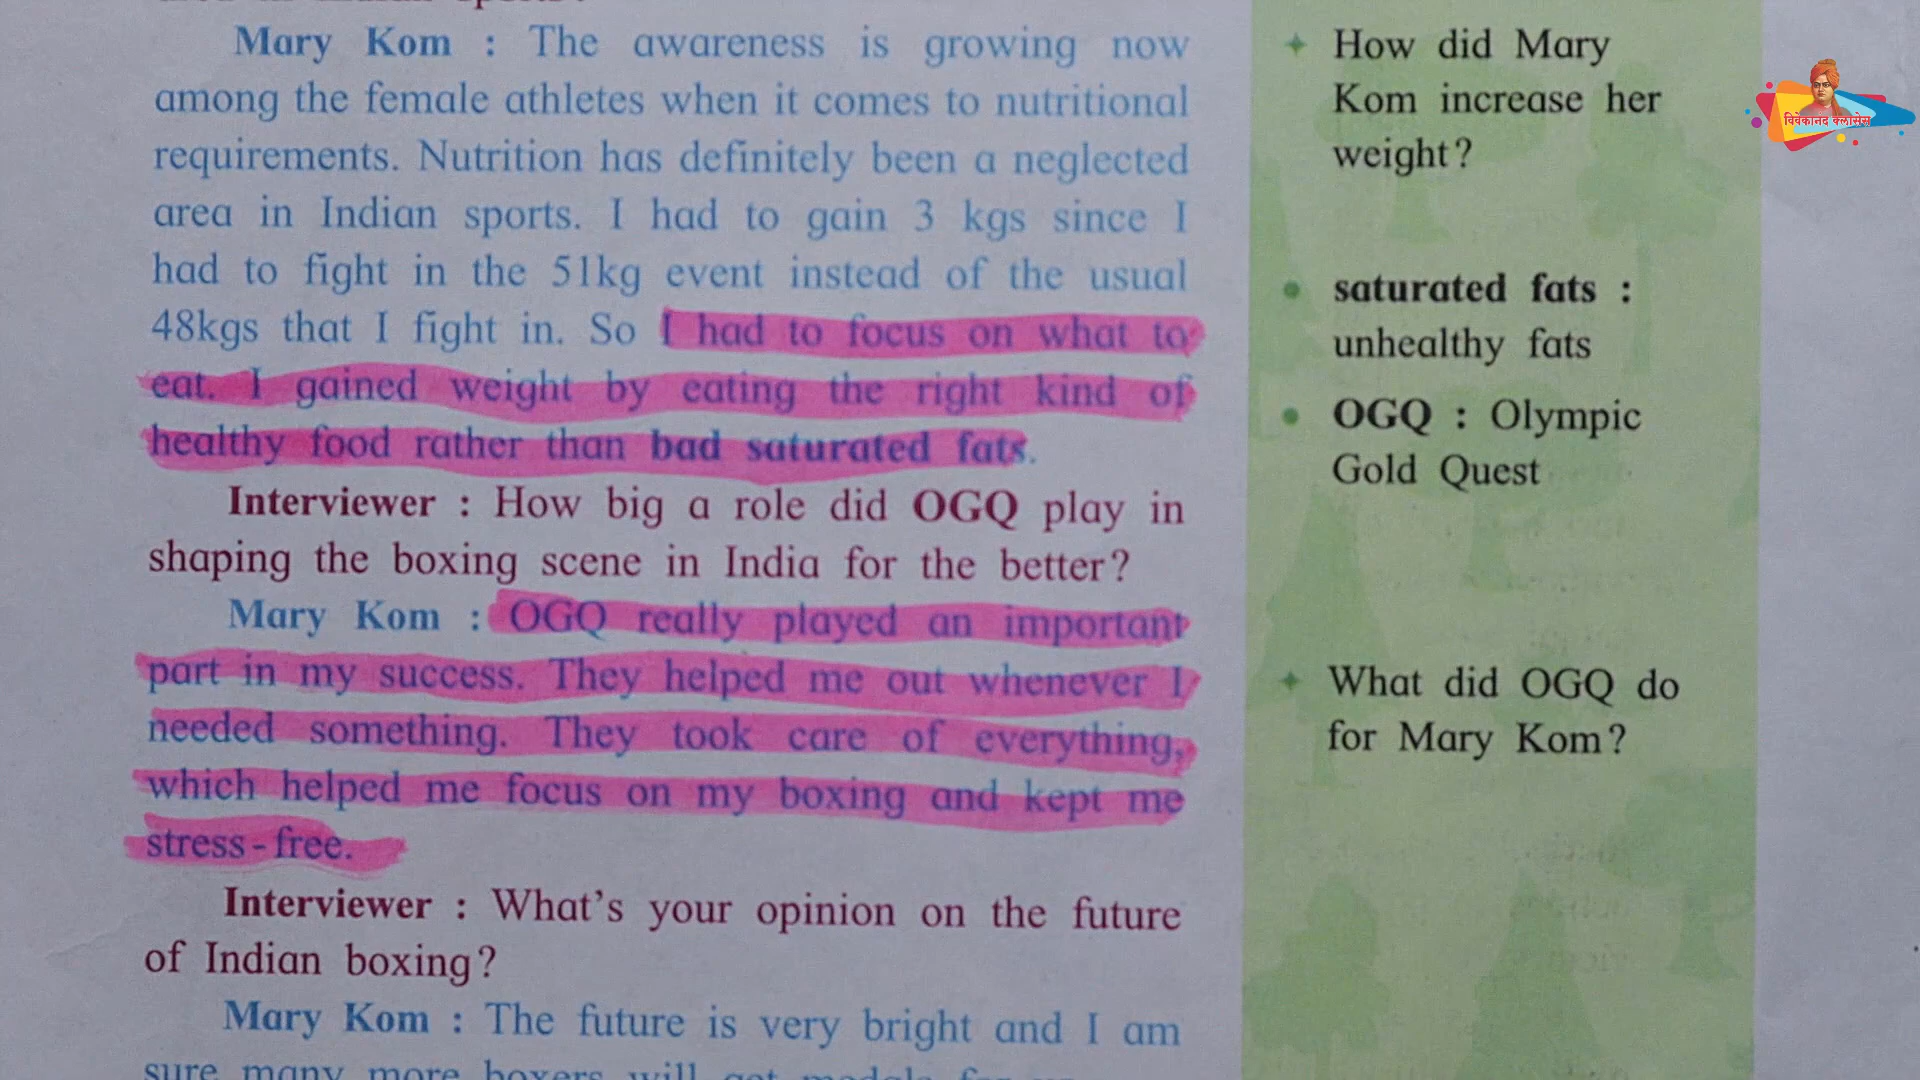 Mary Kom : The awareness is growing now
among the female athletes when it comes to nutritional
requirements. Nutrition has definitely been a neglected
area in Indian sports. I had to gain 3 kgs since I
had to fight in the 51kg event instead of the usual
48kgs that I fight in. So I had to focus on what to
eat. I gained weight by eating the right kind of
healthy food rather than bad saturated fats.
Interviewer : How big a role did OGQ play in
shaping the boxing scene in India for the better?
Mary Kom : OGQ really played an important
part in my success. They helped me out whenever I
needed something. They took care of everything,
which helped me focus on my boxing and kept me
stress-free.
Interviewer : What's your opinion on the future
of Indian boxing?
Mary Kom : The future is very bright and I am
sure many more boxers will get medals
How did Mary
Kom increase her
weight?
saturated fats :
unhealthy fats
OGQ : Olympic
Gold Quest
What did OGQ do
for Mary Kom?
विवेकानंद क्लासेस